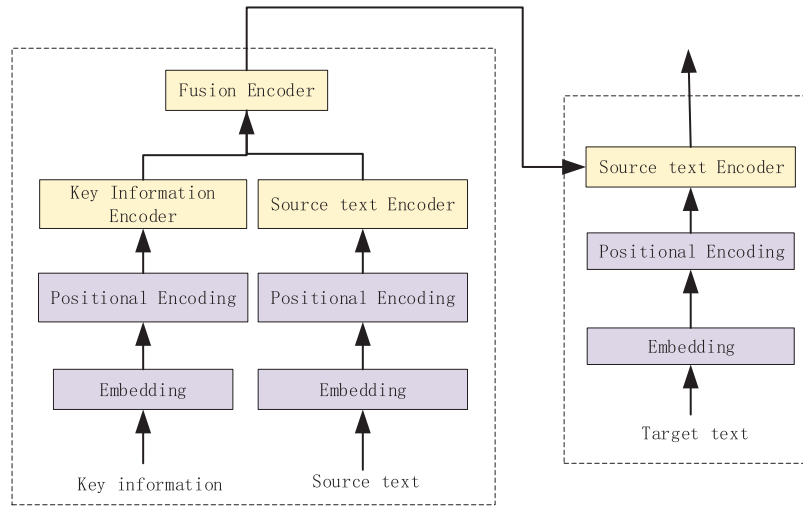 Fusion Encoder
Key Information
Encoder
Source text Encoder
Positional Encoding
Positional Encoding
Embedding
Embedding
Key information
Source text
Source text Encoder
Positional Encoding
Embedding
Target text